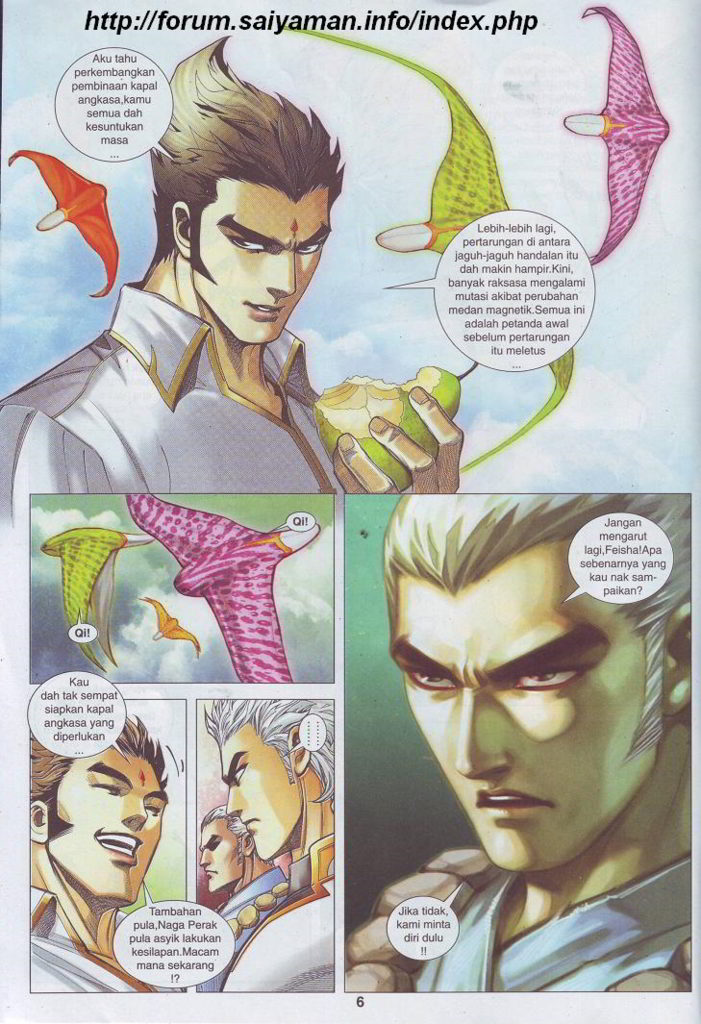 http://forum.saiyaman.info/index.php
Aku tahu
perkembangkan
pembinaan kapal
angkasa,kamu
semua dah
kesuntukan
masa
...
Lebih-lebih lagi,
pertarungan di antara
jaguh-jaguh handalan itu
dah makin hampir.Kini,
banyak raksasa mengalami
mutasi akibat perubahan
medan magnetik.Semua ini
adalah petanda awal
sebelum pertarungan
itu meletus
...
Qi!
Qi!
Jangan
mengarut
lagi,Feisha!Apa
sebenarnya yang
kau nak sam-
paikan?
Kau
dah tak sempat
siapkan kapal
angkasa yang
diperlukan
...
Tambahan
pula,Naga Perak
pula asyik lakukan
kesilapan.Macam
mana sekarang
!?
Jika tidak,
kami minta
diri dulu
!!
6